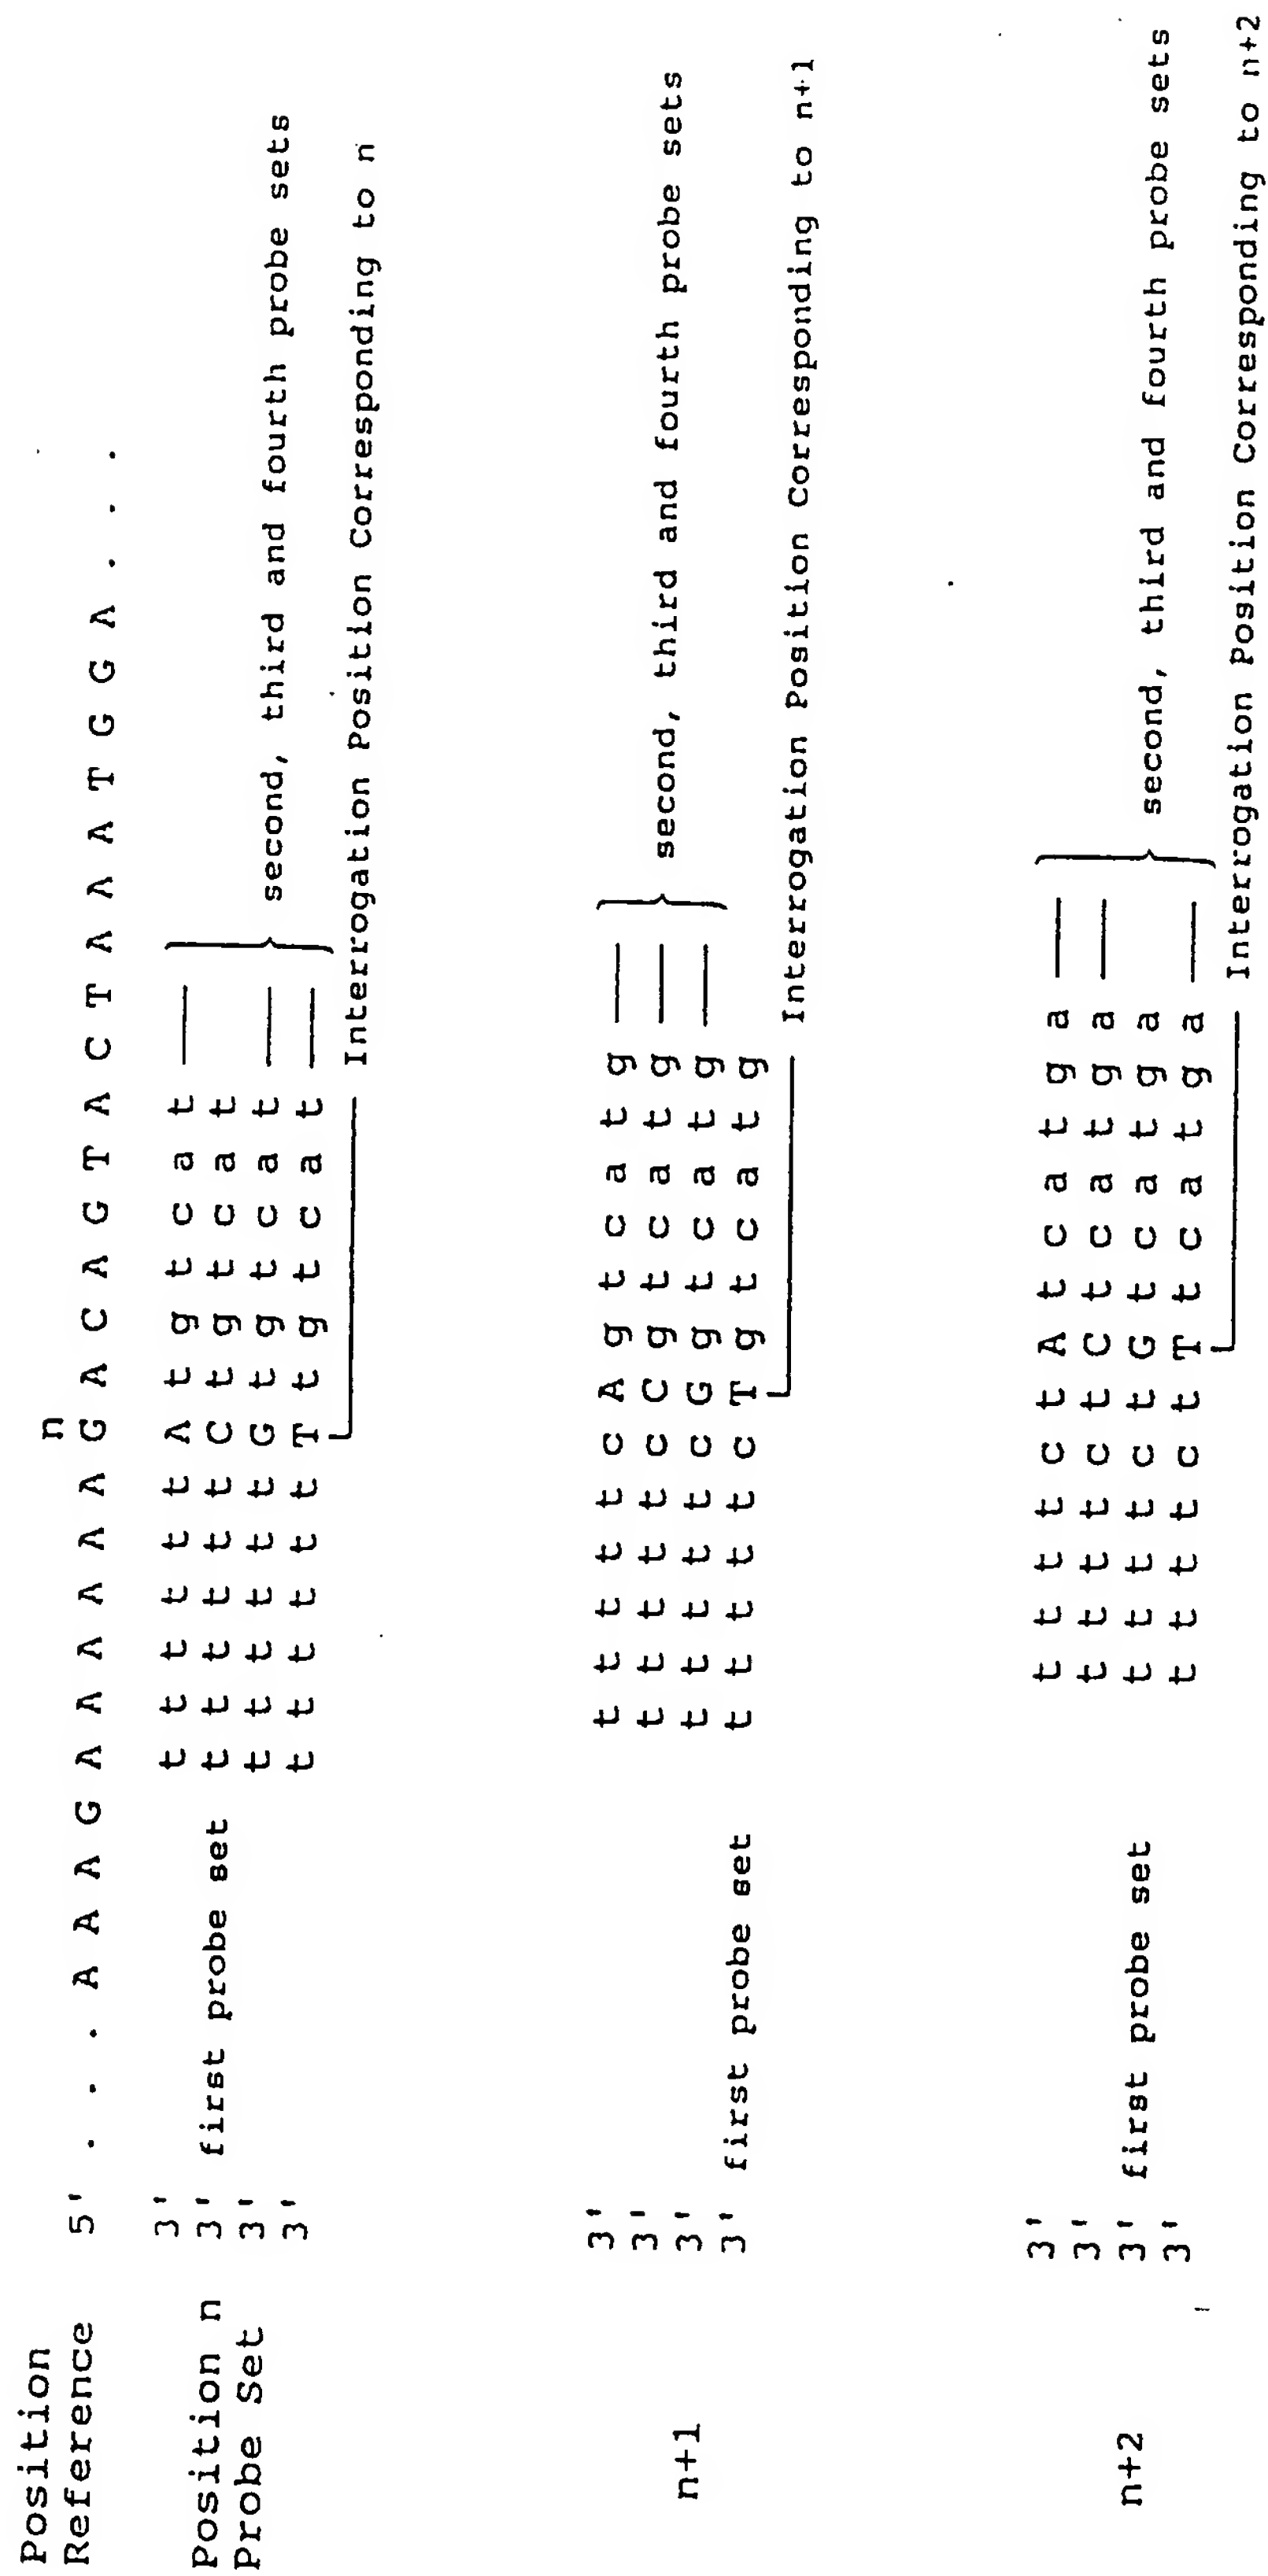 Position n
Reference 5' . . . A A A G A A A A A A G A C A G T A C T A A A T G G A . . .
Position n 3' t t t t t t A t g t c a t
Probe Set 3' first probe set t t t t t t C t g t c a t
3' t t t t t t G t g t c a t second, third and fourth probe sets
3' t t t t t t T t g t c a t
Interrogation Position Corresponding to n
3' t t t t t c A g t c a t g
3' t t t t t c C g t c a t g second, third and fourth probe sets
n+1 3' t t t t t c G g t c a t g
3' first probe set t t t t t c T g t c a t g
Interrogation Position Corresponding to n+1
3' t t t t c t A t c a t g a
3' t t t t c t C t c a t g a
n+2 3' first probe set t t t t c t G t c a t g a second, third and fourth probe sets
3' t t t t c t T t c a t g a
Interrogation Position Corresponding to n+2